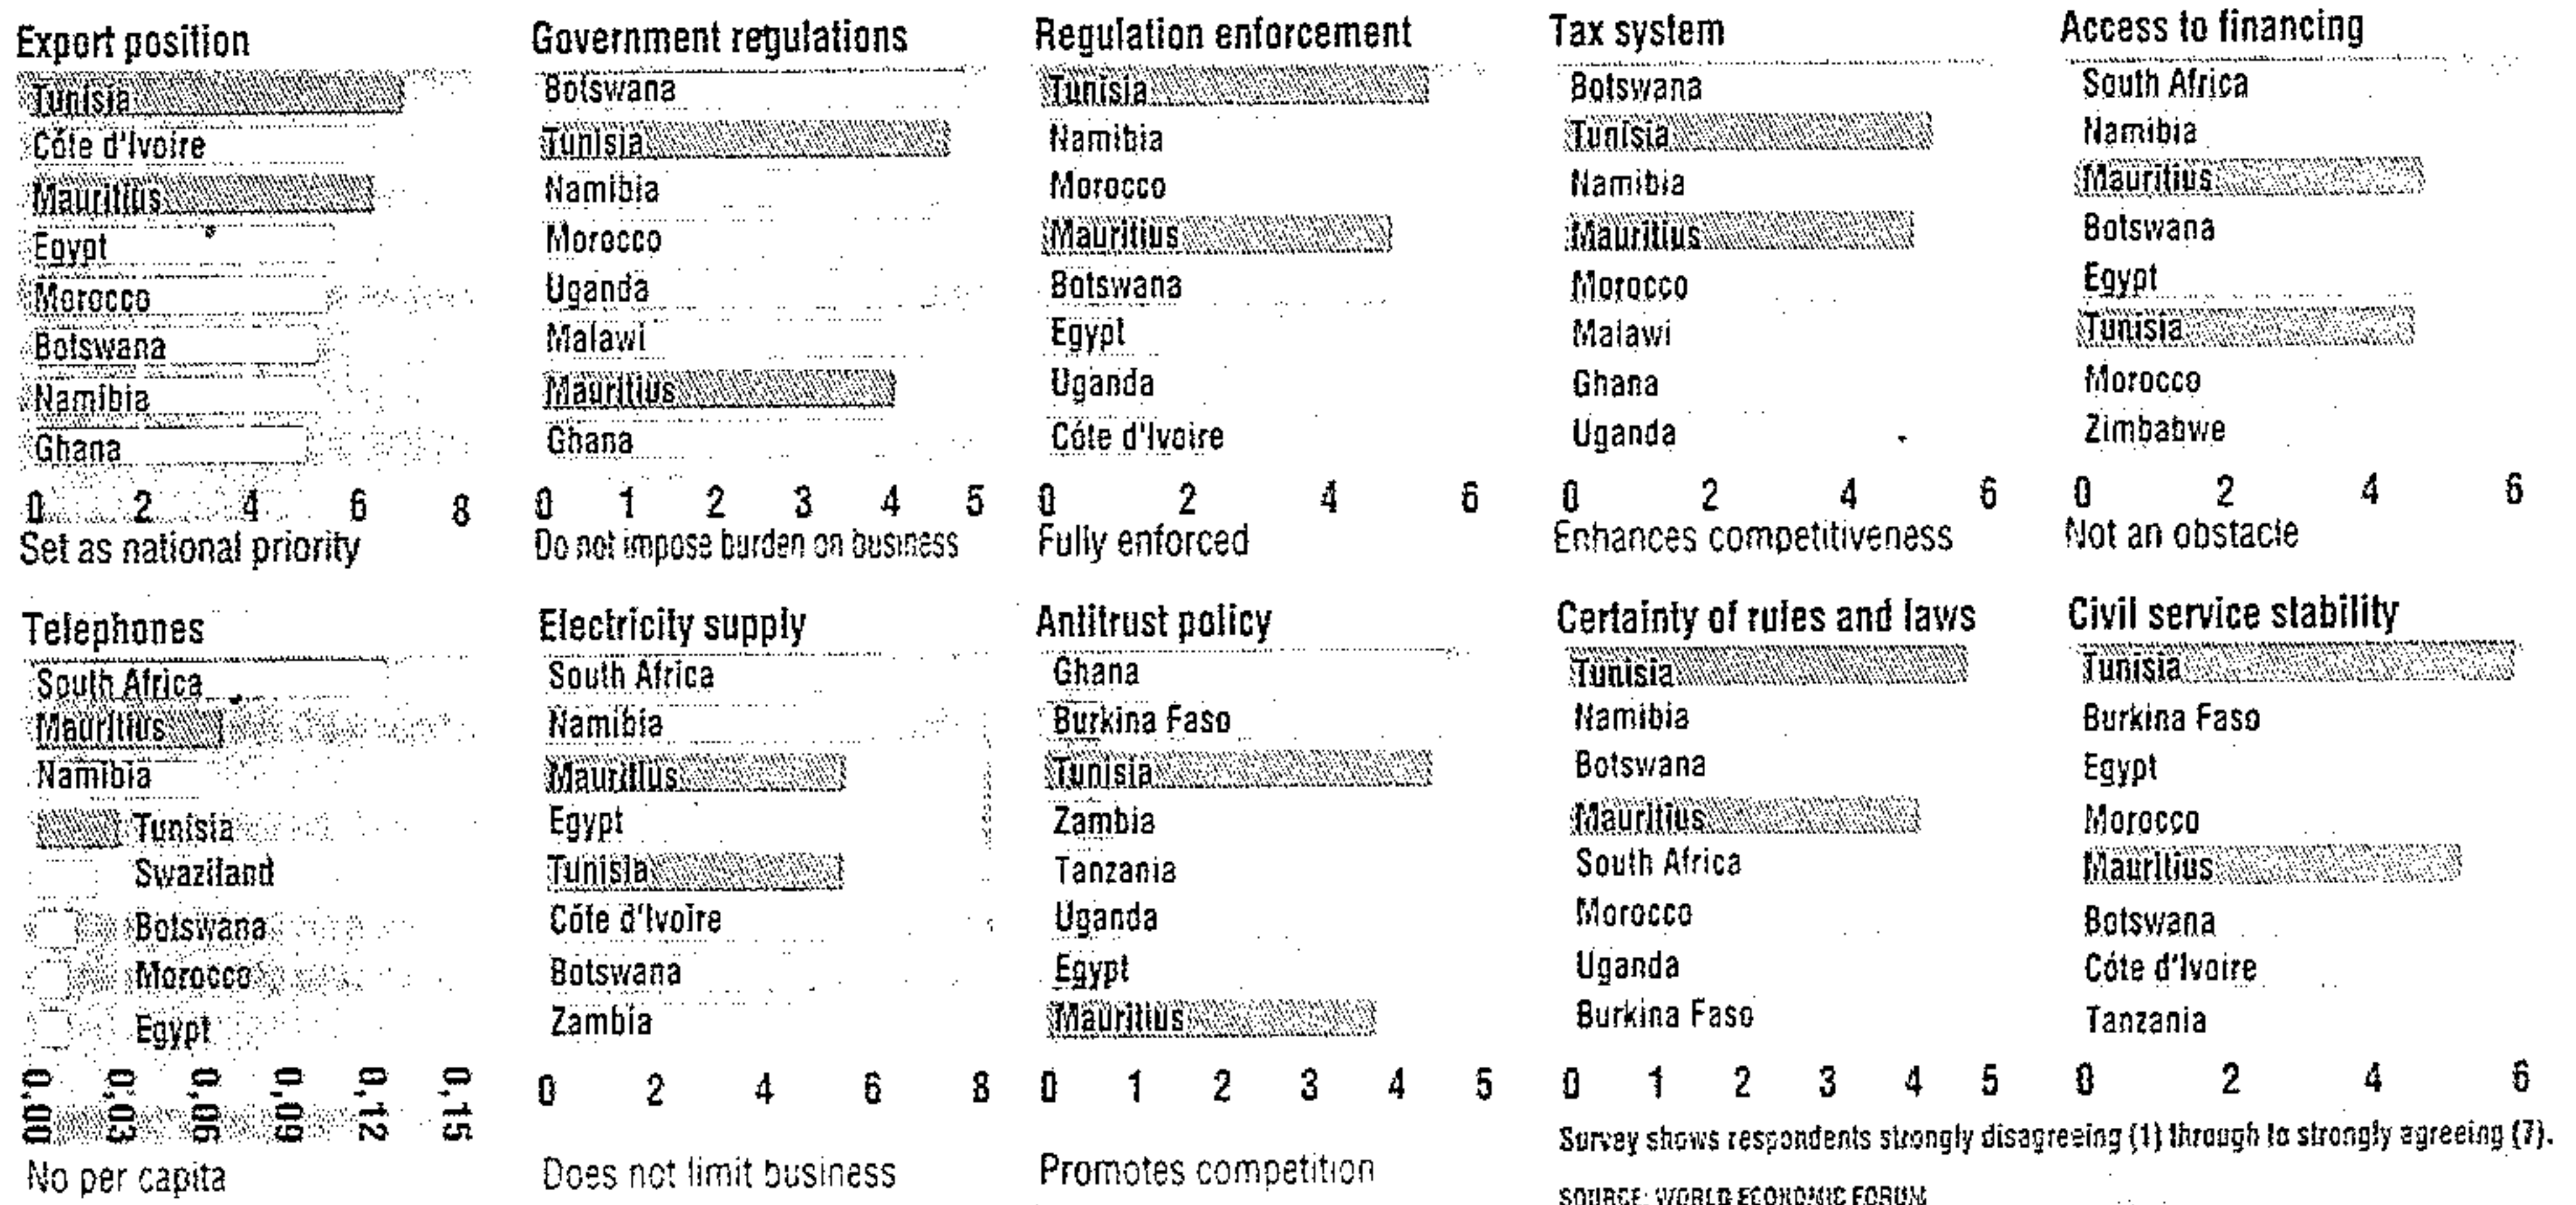 Export position
Tunisia
Côte d'Ivoire
Mauritius
Egypt
Morocco
Botswana
Namibia
Ghana
0 2 4 6 8
Set as national priority
Government regulations
Botswana
Tunisia
Namibia
Morocco
Uganda
Malawi
Mauritius
Ghana
0 1 2 3 4 5
Do not impose burden on business
Regulation enforcement
Tunisia
Namibia
Morocco
Mauritius
Botswana
Egypt
Uganda
Côte d'Ivoire
0 2 4 6
Fully enforced
Tax system
Botswana
Tunisia
Namibia
Mauritius
Morocco
Malawi
Ghana
Uganda
0 2 4 6
Enhances competitiveness
Access to financing
South Africa
Namibia
Mauritius
Botswana
Egypt
Tunisia
Morocco
Zimbabwe
0 2 4 6
Not an obstacle
Telephones
South Africa
Mauritius
Namibia
Tunisia
Swaziland
Botswana
Morocco
Egypt
0,00 0,03 0,06 0,09 0,12 0,15
No per capita
Electricity supply
South Africa
Namibia
Mauritius
Egypt
Tunisia
Côte d'Ivoire
Botswana
Zambia
0 2 4 6 8
Does not limit business
Antitrust policy
Ghana
Burkina Faso
Tunisia
Zambia
Tanzania
Uganda
Egypt
Mauritius
0 1 2 3 4 5
Promotes competition
Certainty of rules and laws
Tunisia
Namibia
Botswana
Mauritius
South Africa
Morocco
Uganda
Burkina Faso
0 1 2 3 4 5
Civil service stability
Tunisia
Burkina Faso
Egypt
Morocco
Mauritius
Botswana
Côte d'Ivoire
Tanzania
0 2 4 6
Survey shows respondents strongly disagreeing (1) through to strongly agreeing (7).
SOURCE: WORLD ECONOMIC FORUM